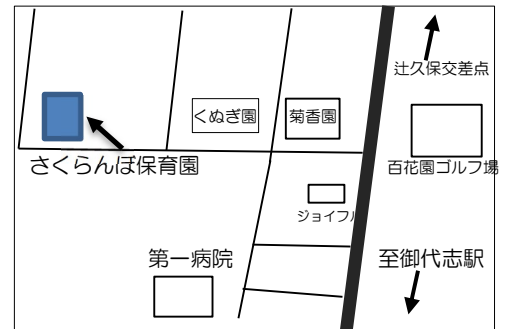 辻久保交差点
くぬぎ園
菊香園
さくらんぼ保育園
百花園ゴルフ場
ジョイフル
第一病院
至御代志駅